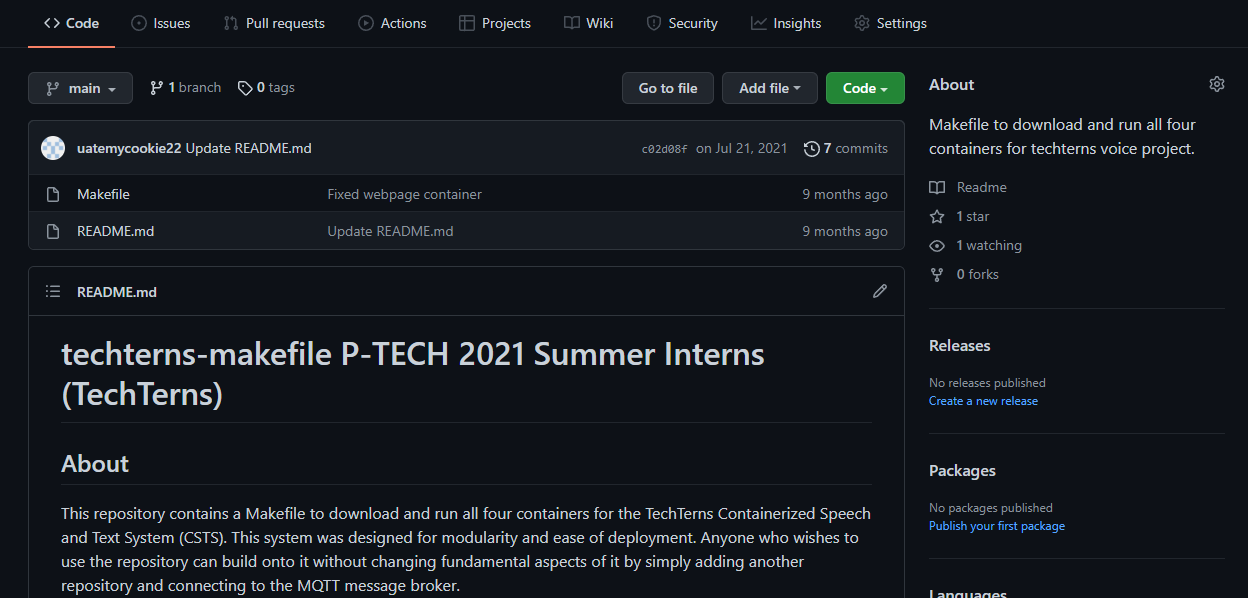 Code Issues Pull requests Actions Projects Wiki Security Insights Settings
main 1 branch 0 tags Go to file Add file Code
uatemycookie22 Update README.md c02d08f on Jul 21, 2021 7 commits
Makefile Fixed webpage container 9 months ago
README.md Update README.md 9 months ago
README.md
techterns-makefile P-TECH 2021 Summer Interns
(TechTerns)
About
This repository contains a Makefile to download and run all four containers for the TechTerns Containerized Speech
and Text System (CSTS). This system was designed for modularity and ease of deployment. Anyone who wishes to
use the repository can build onto it without changing fundamental aspects of it by simply adding another
repository and connecting to the MQTT message broker.
About
Makefile to download and run all four
containers for techterns voice project.
Readme
1 star
1 watching
0 forks
Releases
No releases published
Create a new release
Packages
No packages published
Publish your first package
Languages